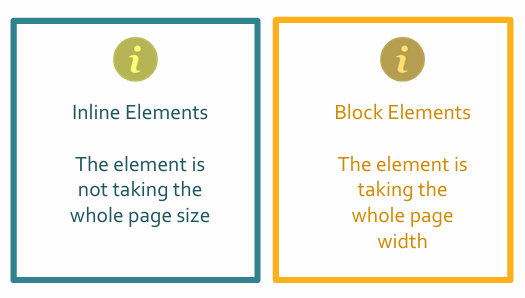 Inline Elements
The element is
not taking the
whole page size
Block Elements
The element is
taking the
whole page
width